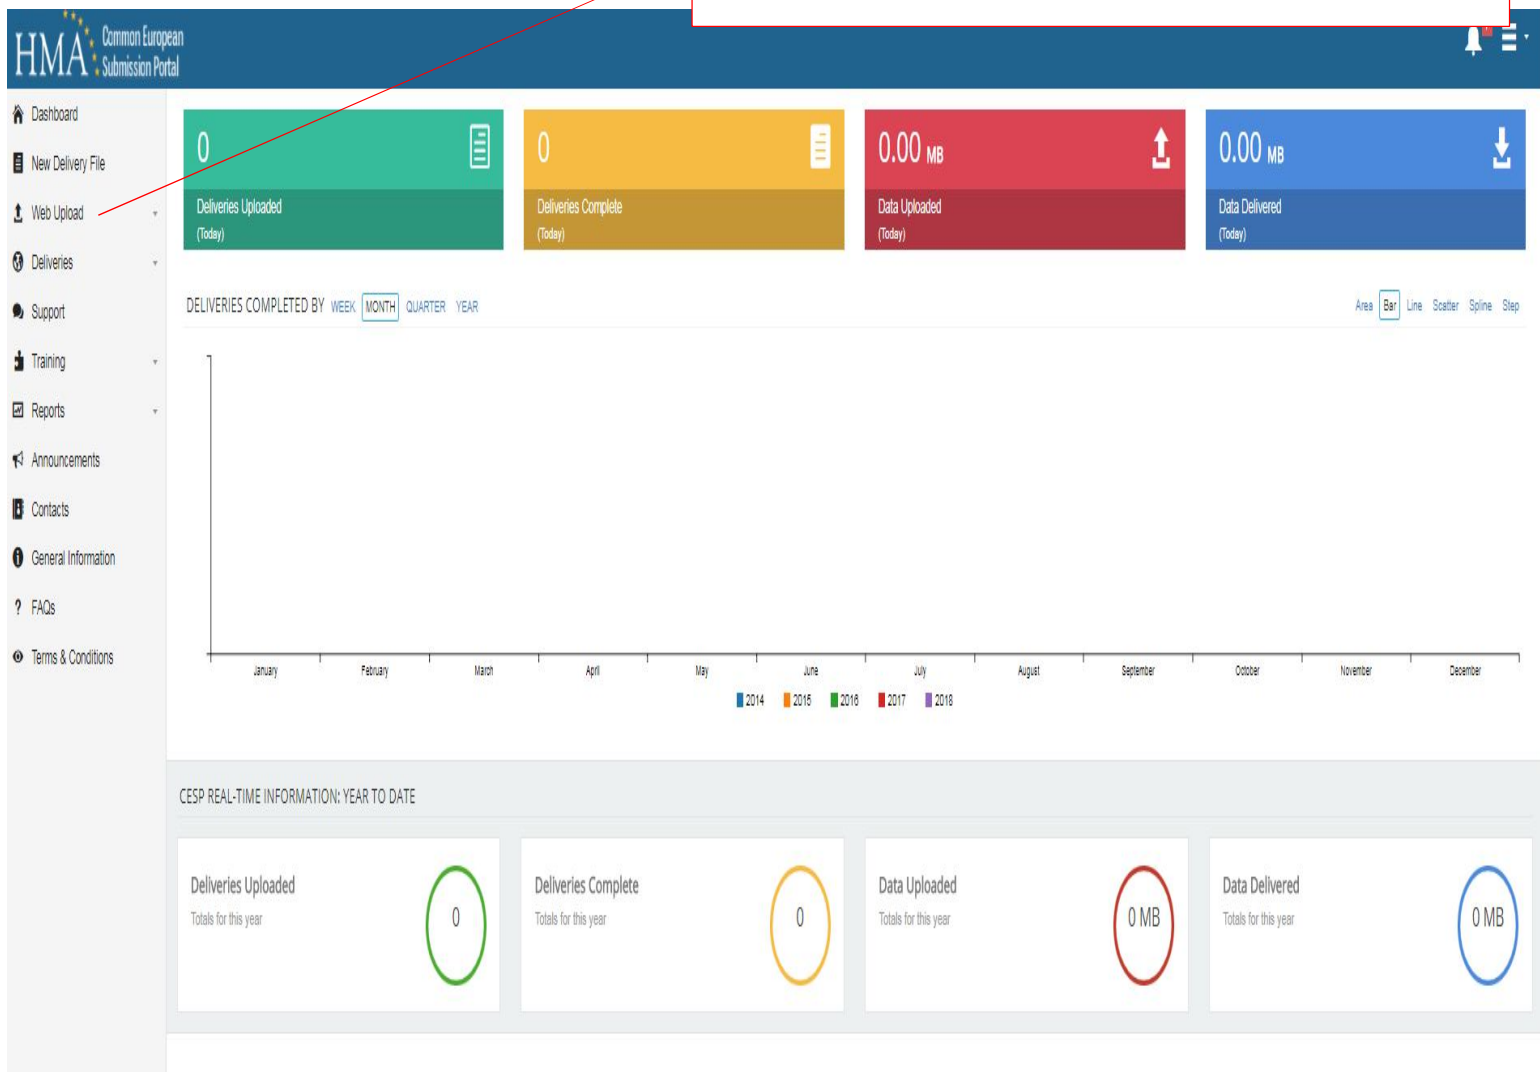 HMA Common European
Submission Portal
Dashboard
New Delivery File
Web Upload
Deliveries
Support
Training
Reports
Announcements
Contacts
General Information
? FAQs
Terms & Conditions
0
Deliveries Uploaded
(Today)
0
Deliveries Complete
(Today)
0.00 MB
Data Uploaded
(Today)
0.00 MB
Data Delivered
(Today)
DELIVERIES COMPLETED BY WEEK MONTH QUARTER YEAR
Area Bar Line Scatter Spline Step
January February March April May June July August September October November December
2014 2015 2016 2017 2018
CESP REAL-TIME INFORMATION: YEAR TO DATE
Deliveries Uploaded
Totals for this year
0
Deliveries Complete
Totals for this year
0
Data Uploaded
Totals for this year
0 MB
Data Delivered
Totals for this year
0 MB